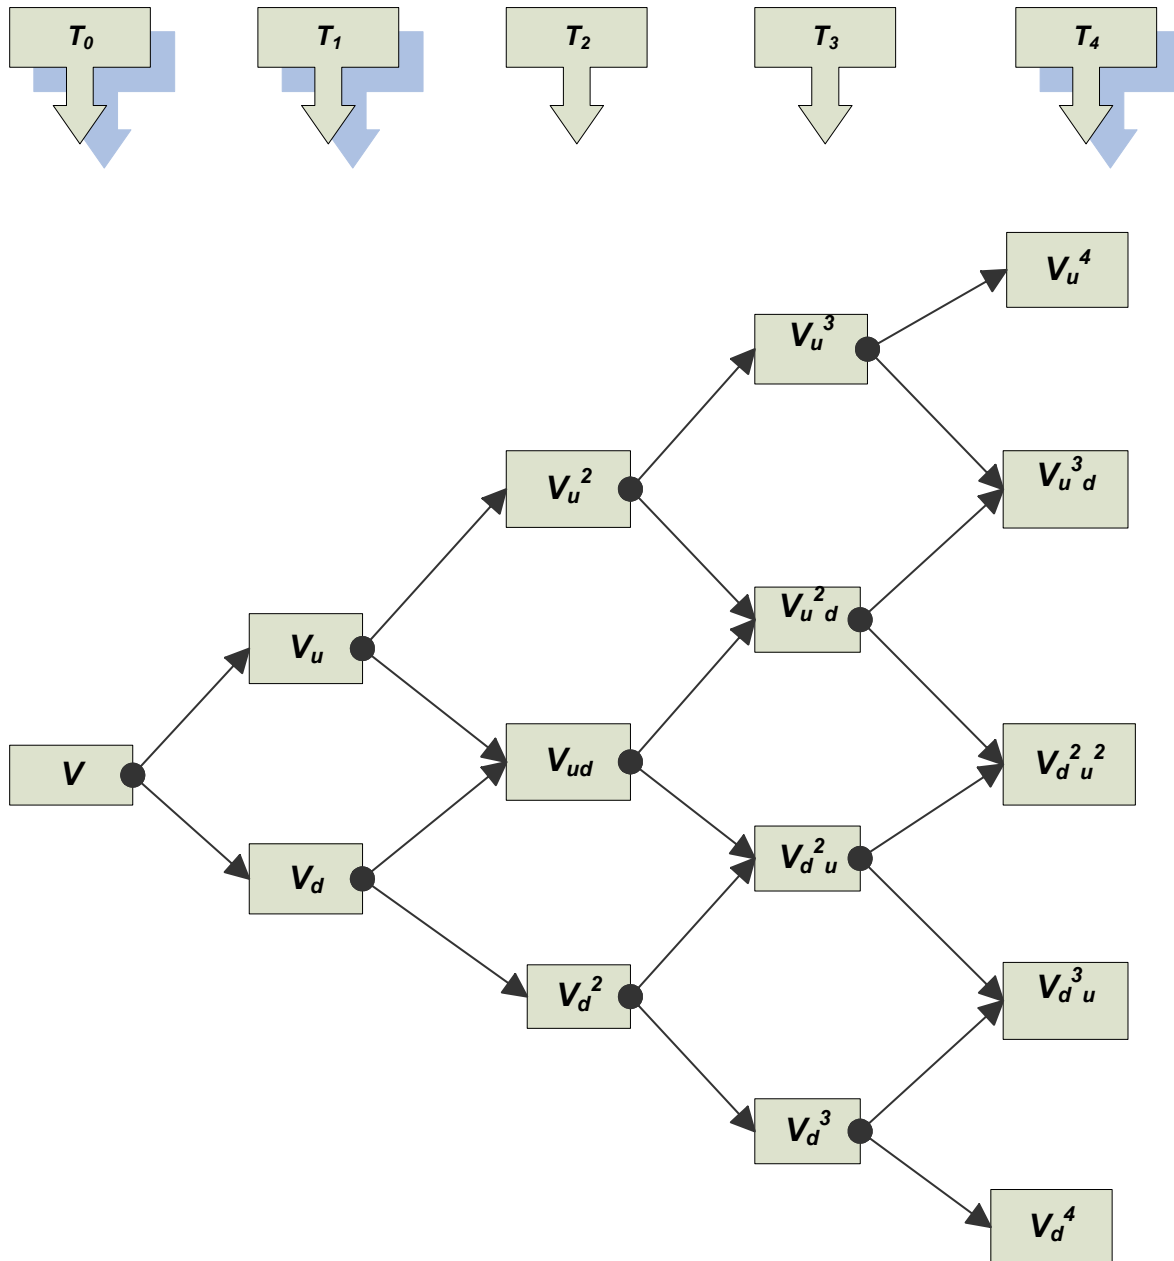 T₀ T₁ T₂ T₃ T₄
Vᵤ⁴
Vᵤ³
Vᵤ² Vᵤ³d
Vᵤ²d
Vᵤ
V Vᵤd Vd²ᵤ²
Vd Vd²ᵤ
Vd² Vd³ᵤ
Vd³
Vd⁴